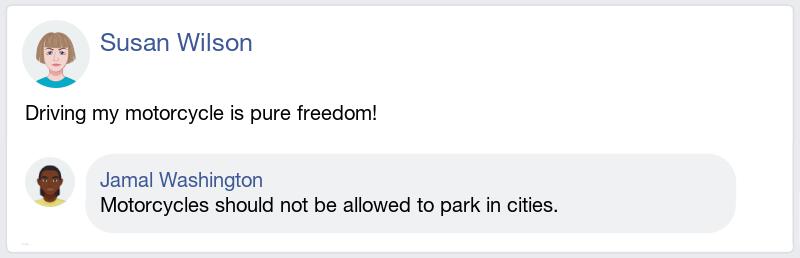 Susan Wilson
Driving my motorcycle is pure freedom!
Jamal Washington
Motorcycles should not be allowed to park in cities.